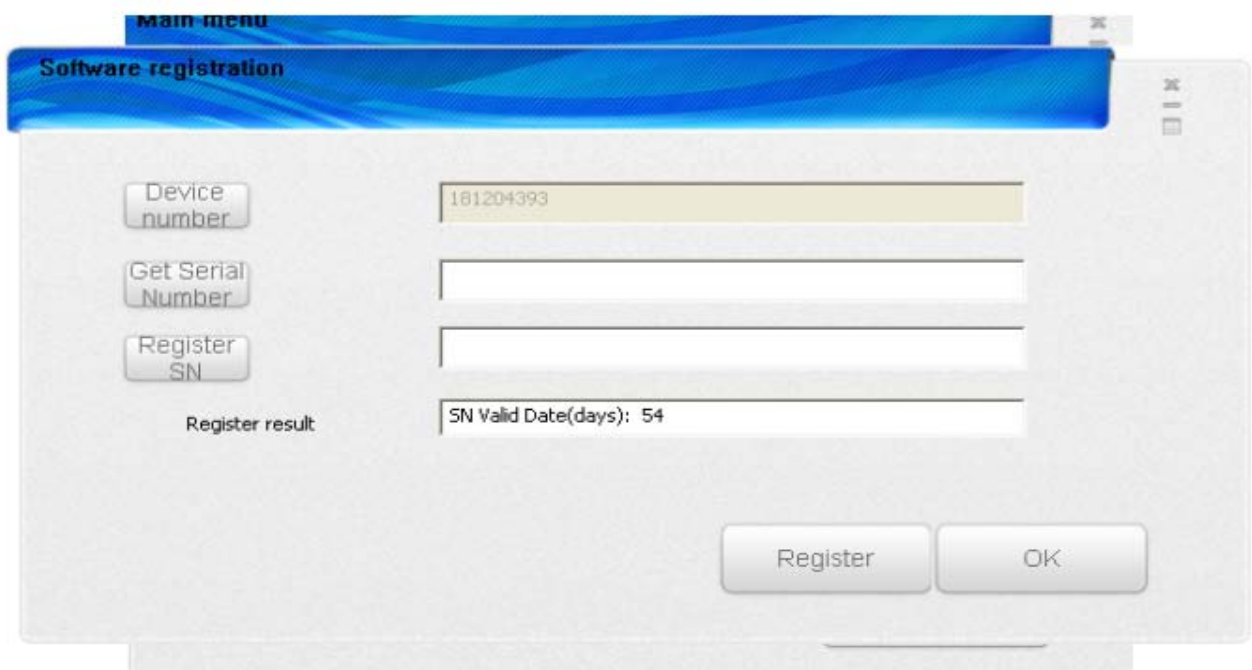 Main menu
Software registration
Device
number
181204393
Get Serial
Number
Register
SN
Register result
SN Valid Date(days): 54
Register
OK